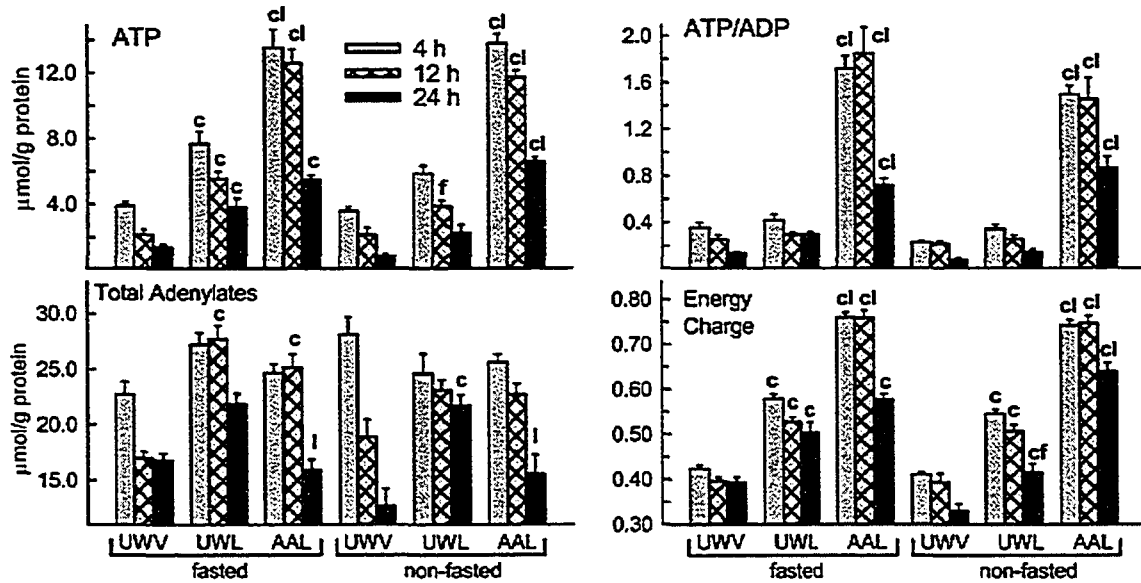 ATP
4 h
12 h
24 h
μmol/g protein
12.0
8.0
4.0
c
c
c
cl
cl
c
f
cl
cl
cl
ATP/ADP
2.0
1.6
1.2
0.8
0.4
cl
cl
cl
cl
cl
cl
Total Adenylates
μmol/g protein
30.0
25.0
20.0
15.0
c
c
l
c
l
UWV
UWL
AAL
UWV
UWL
AAL
fasted
non-fasted
Energy
Charge
0.80
0.70
0.60
0.50
0.40
0.30
c
c
c
cl
cl
c
c
c
cf
cl
cl
cl
UWV
UWL
AAL
UWV
UWL
AAL
fasted
non-fasted